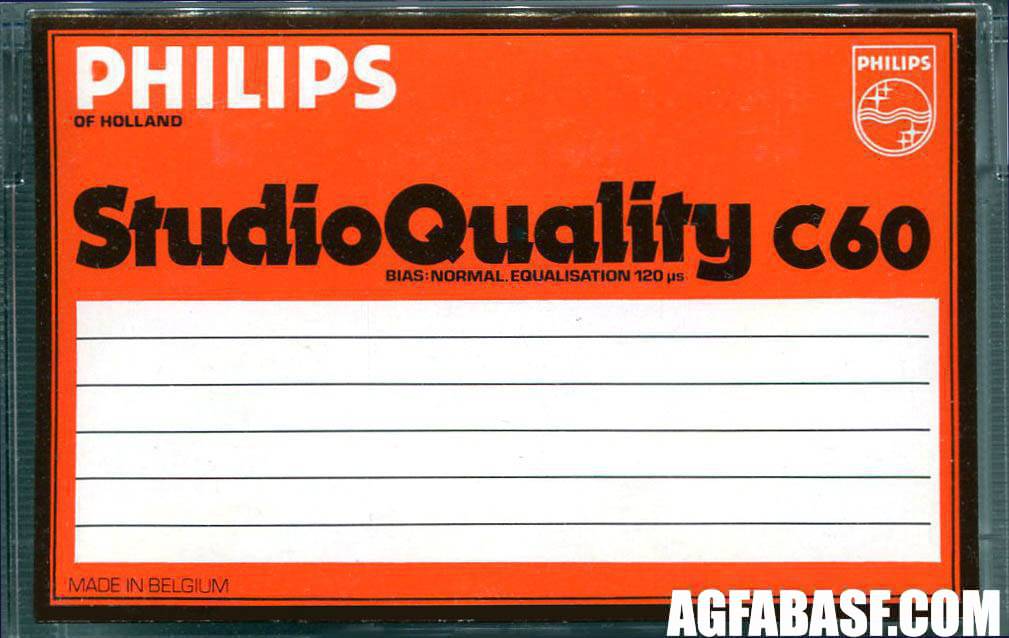 PHILIPS
OF HOLLAND
PHILIPS
StudioQuality C60
BIAS:NORMAL.EQUALISATION 120 µs
MADE IN BELGIUM
AGFABASF.COM